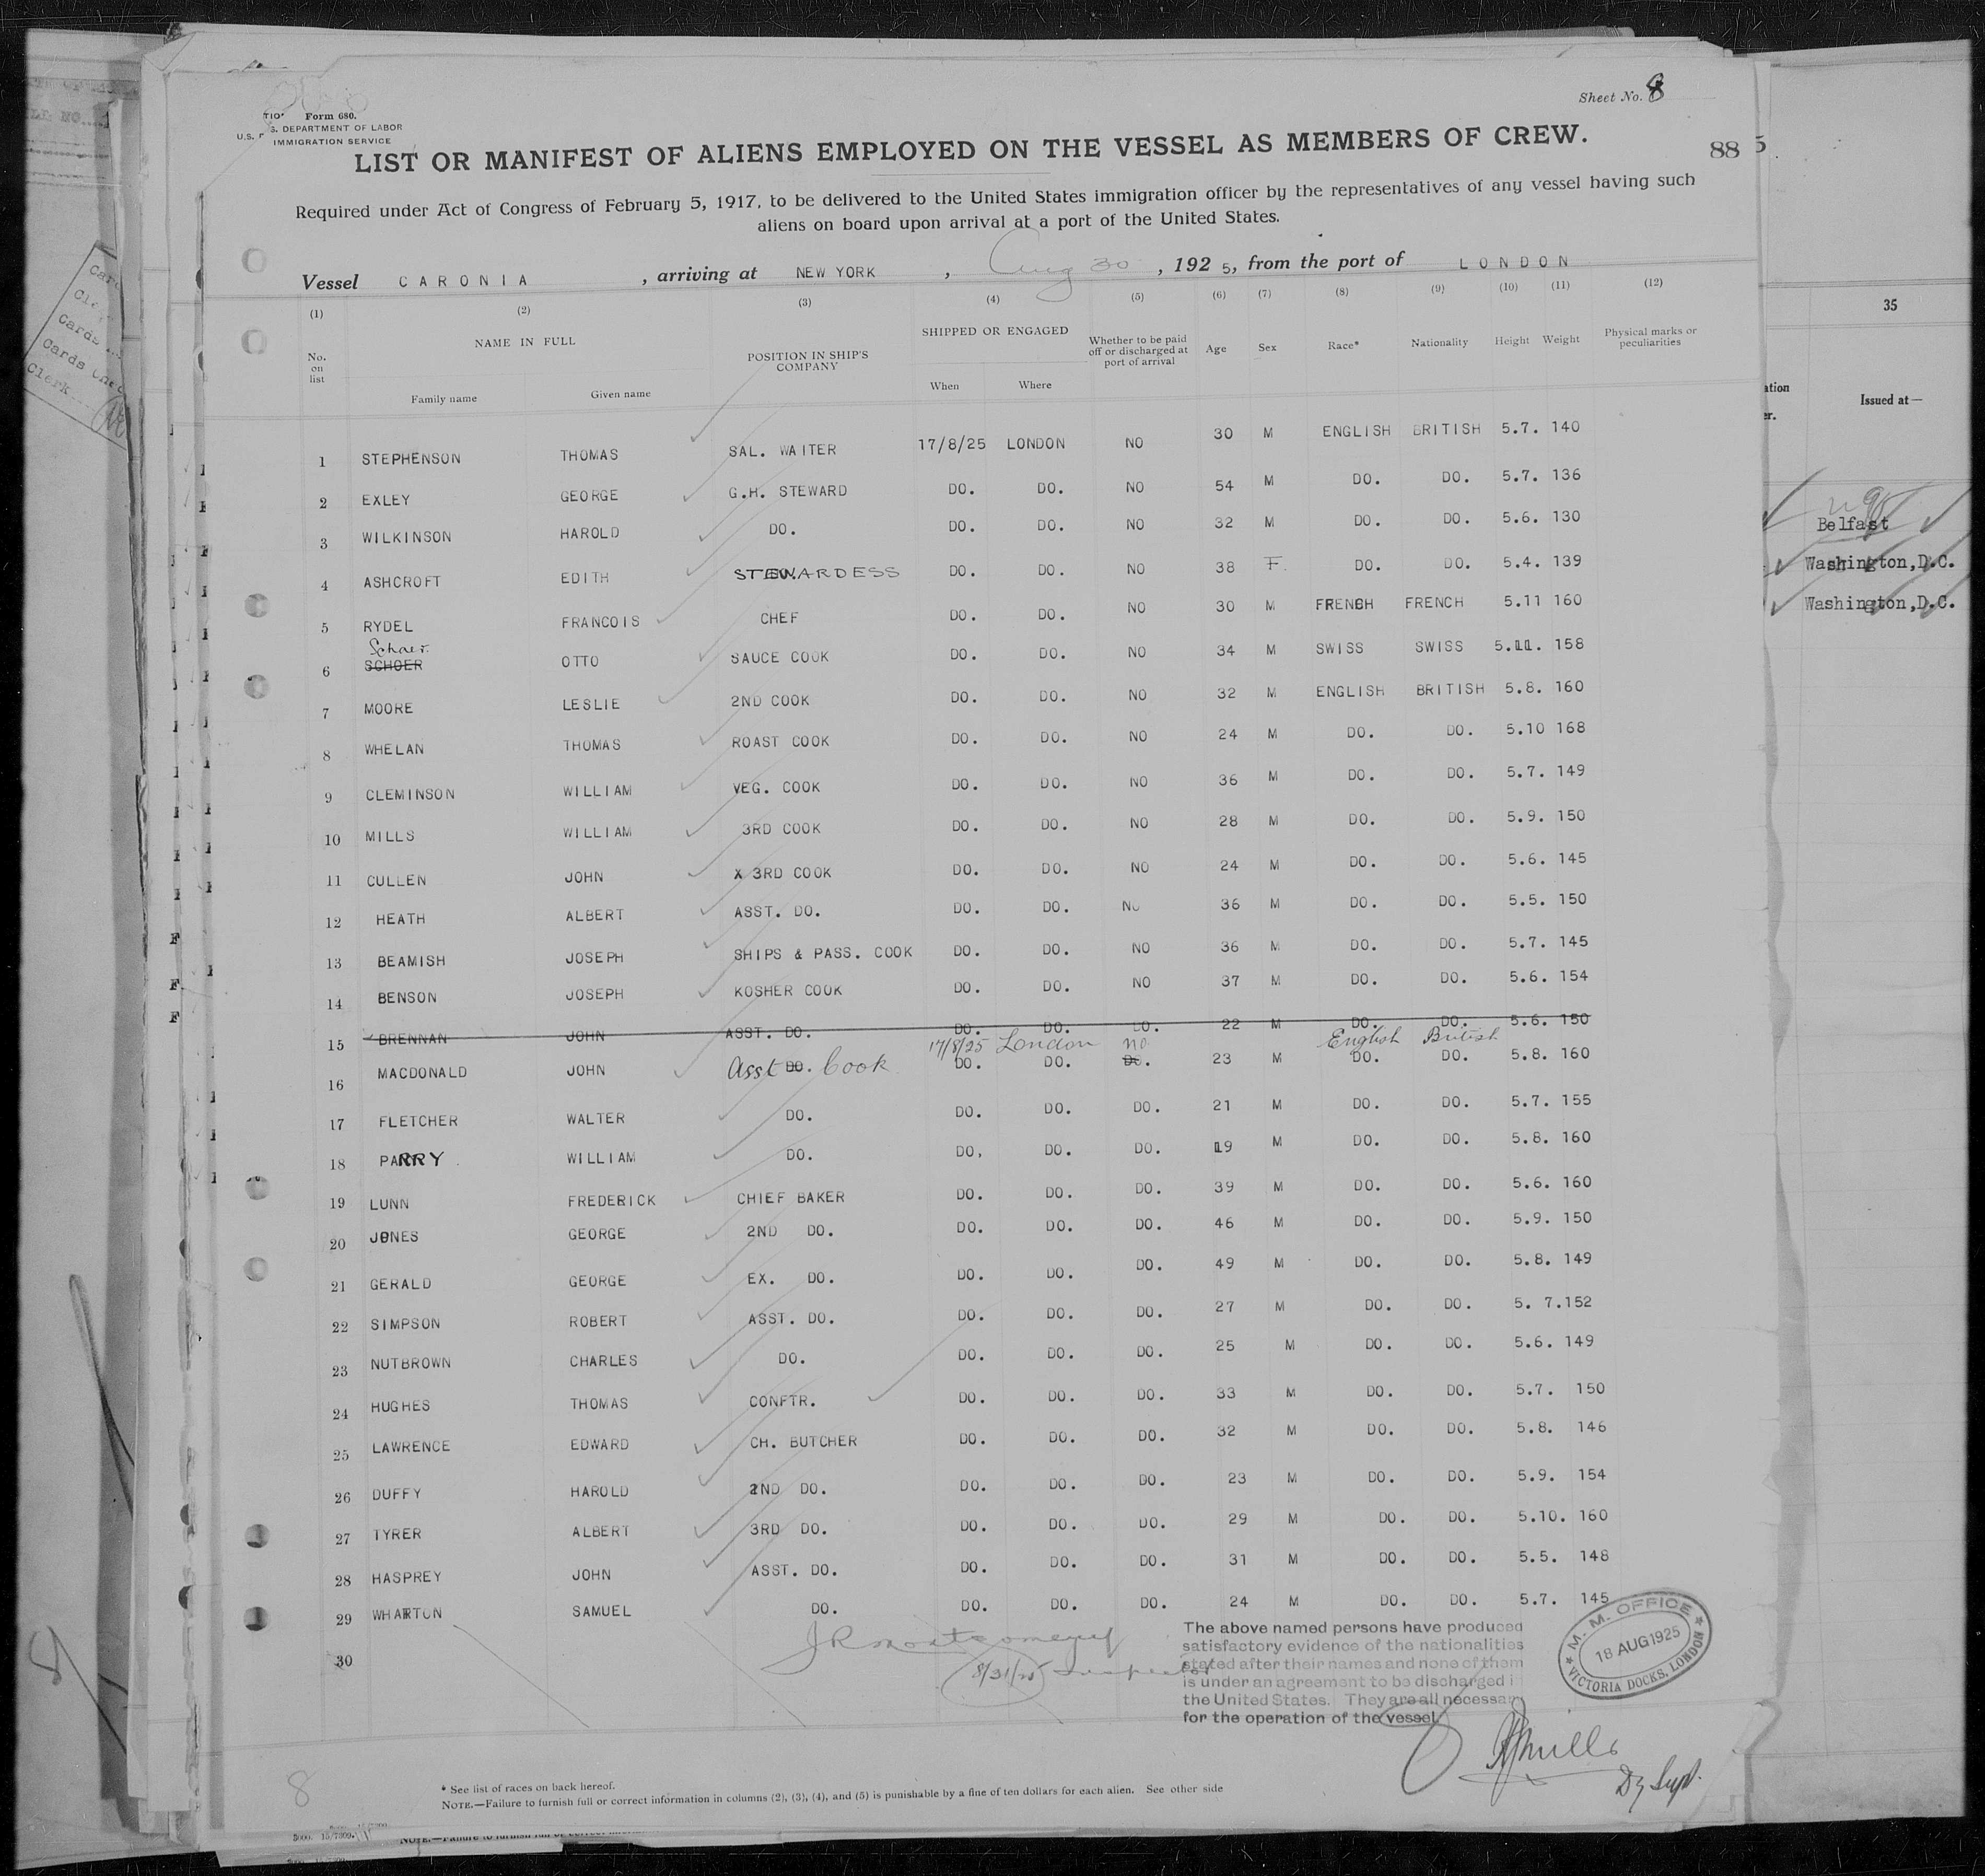 Sheet No. 8
Form 680.
U.S. DEPARTMENT OF LABOR
IMMIGRATION SERVICE
LIST OR MANIFEST OF ALIENS EMPLOYED ON THE VESSEL AS MEMBERS OF CREW.
88 5
Required under Act of Congress of February 5, 1917, to be delivered to the United States immigration officer by the representatives of any vessel having such
aliens on board upon arrival at a port of the United States.
Vessel CARONIA , arriving at NEW YORK , Aug 30 , 192 5, from the port of LONDON
(1) (2) (3) (4) (5) (6) (7) (8) (9) (10) (11) (12)
No. on list NAME IN FULL POSITION IN SHIP'S COMPANY SHIPPED OR ENGAGED Whether to be paid off or discharged at port of arrival Age Sex Race* Nationality Height Weight Physical marks or peculiarities
Family name Given name When Where
1 STEPHENSON THOMAS SAL. WAITER 17/8/25 LONDON NO 30 M ENGLISH BRITISH 5.7. 140
2 EXLEY GEORGE G.H. STEWARD DO. DO. NO 54 M DO. DO. 5.7. 136
3 WILKINSON HAROLD DO. DO. DO. NO 32 M DO. DO. 5.6. 130
4 ASHCROFT EDITH STEWARDESS DO. DO. NO 38 F. DO. DO. 5.4. 139
5 RYDEL FRANCOIS CHEF DO. DO. NO 30 M FRENCH FRENCH 5.11 160
Schaer.
6 SCHOER OTTO SAUCE COOK DO. DO. NO 34 M SWISS SWISS 5.11. 158
7 MOORE LESLIE 2ND COOK DO. DO. NO 32 M ENGLISH BRITISH 5.8. 160
8 WHELAN THOMAS ROAST COOK DO. DO. NO 24 M DO. DO. 5.10 168
9 CLEMINSON WILLIAM VEG. COOK DO. DO. NO 36 M DO. DO. 5.7. 149
10 MILLS WILLIAM 3RD COOK DO. DO. NO 28 M DO. DO. 5.9. 150
11 CULLEN JOHN X 3RD COOK DO. DO. NO 24 M DO. DO. 5.6. 145
12 HEATH ALBERT ASST. DO. DO. DO. NO 36 M DO. DO. 5.5. 150
13 BEAMISH JOSEPH SHIPS & PASS. COOK DO. DO. NO 36 M DO. DO. 5.7. 145
14 BENSON JOSEPH KOSHER COOK DO. DO. NO 37 M DO. DO. 5.6. 154
15 BRENNAN JOHN ASST. DO. DO. DO. DO. 22 M DO. DO. 5.6. 150
17/8/25 London no English British
16 MACDONALD JOHN Asst DO. Cook DO. DO. DO. 23 M DO. DO. 5.8. 160
17 FLETCHER WALTER DO. DO. DO. DO. 21 M DO. DO. 5.7. 155
18 PARRY WILLIAM DO. DO. DO. DO. 19 M DO. DO. 5.8. 160
19 LUNN FREDERICK CHIEF BAKER DO. DO. DO. 39 M DO. DO. 5.6. 160
20 JONES GEORGE 2ND DO. DO. DO. DO. 46 M DO. DO. 5.9. 150
21 GERALD GEORGE EX. DO. DO. DO. DO. 49 M DO. DO. 5.8. 149
22 SIMPSON ROBERT ASST. DO. DO. DO. DO. 27 M DO. DO. 5. 7.152
23 NUTBROWN CHARLES DO. DO. DO. DO. 25 M DO. DO. 5.6. 149
24 HUGHES THOMAS CONFTR. DO. DO. DO. 33 M DO. DO. 5.7. 150
25 LAWRENCE EDWARD CH. BUTCHER DO. DO. DO. 32 M DO. DO. 5.8. 146
26 DUFFY HAROLD 2ND DO. DO. DO. DO. 23 M DO. DO. 5.9. 154
27 TYRER ALBERT 3RD DO. DO. DO. DO. 29 M DO. DO. 5.10. 160
28 HASPREY JOHN ASST. DO. DO. DO. DO. 31 M DO. DO. 5.5. 148
29 WHARTON SAMUEL DO. DO. DO. DO. 24 M DO. DO. 5.7. 145
30
JR Montgomery
8/31/25 Inspector
The above named persons have produced
satisfactory evidence of the nationalities
stated after their names and none of them
is under an agreement to be discharged in
the United States. They are all necessary
for the operation of the vessel.
M. M. OFFICE
18 AUG 1925
VICTORIA DOCKS, LONDON
Dy Supt.
8
* See list of races on back hereof.
NOTE.—Failure to furnish full or correct information in columns (2), (3), (4), and (5) is punishable by a fine of ten dollars for each alien. See other side
35
Issued at—
Belfast
Washington, D.C.
Washington, D.C.